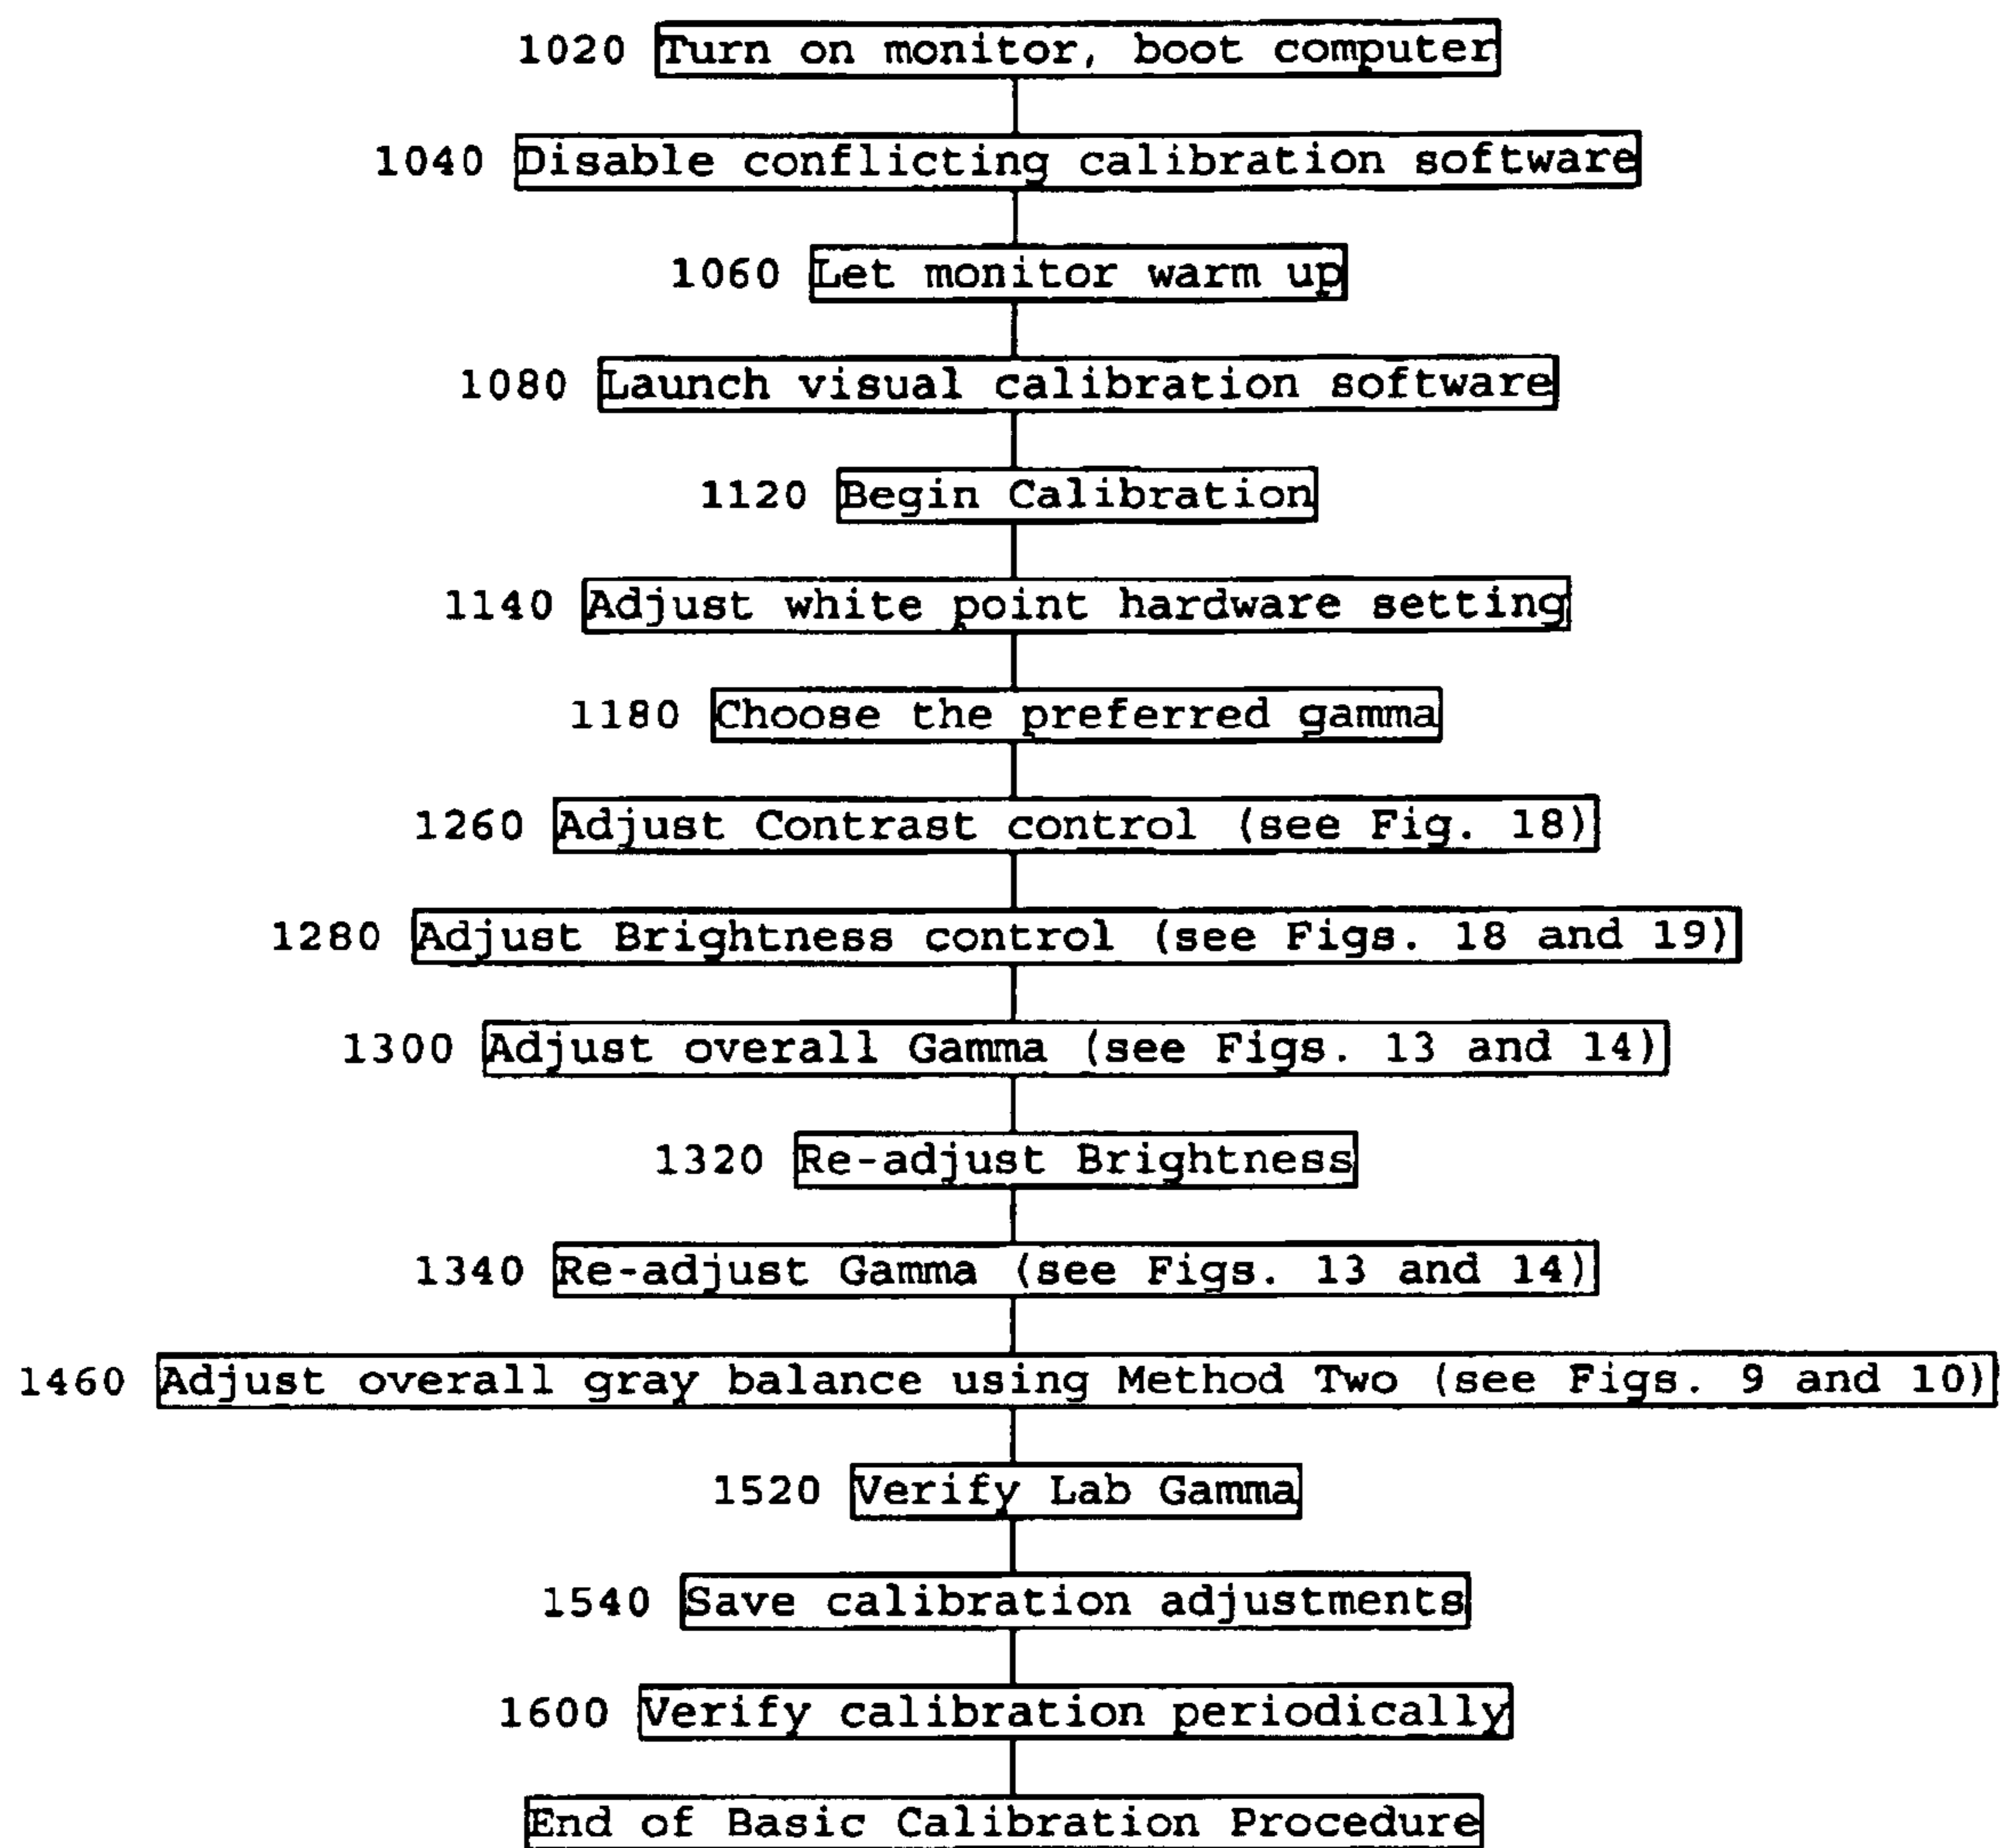 1020 Turn on monitor, boot computer
1040 Disable conflicting calibration software
1060 Let monitor warm up
1080 Launch visual calibration software
1120 Begin Calibration
1140 Adjust white point hardware setting
1180 Choose the preferred gamma
1260 Adjust Contrast control (see Fig. 18)
1280 Adjust Brightness control (see Figs. 18 and 19)
1300 Adjust overall Gamma (see Figs. 13 and 14)
1320 Re-adjust Brightness
1340 Re-adjust Gamma (see Figs. 13 and 14)
1460 Adjust overall gray balance using Method Two (see Figs. 9 and 10)
1520 Verify Lab Gamma
1540 Save calibration adjustments
1600 Verify calibration periodically
End of Basic Calibration Procedure